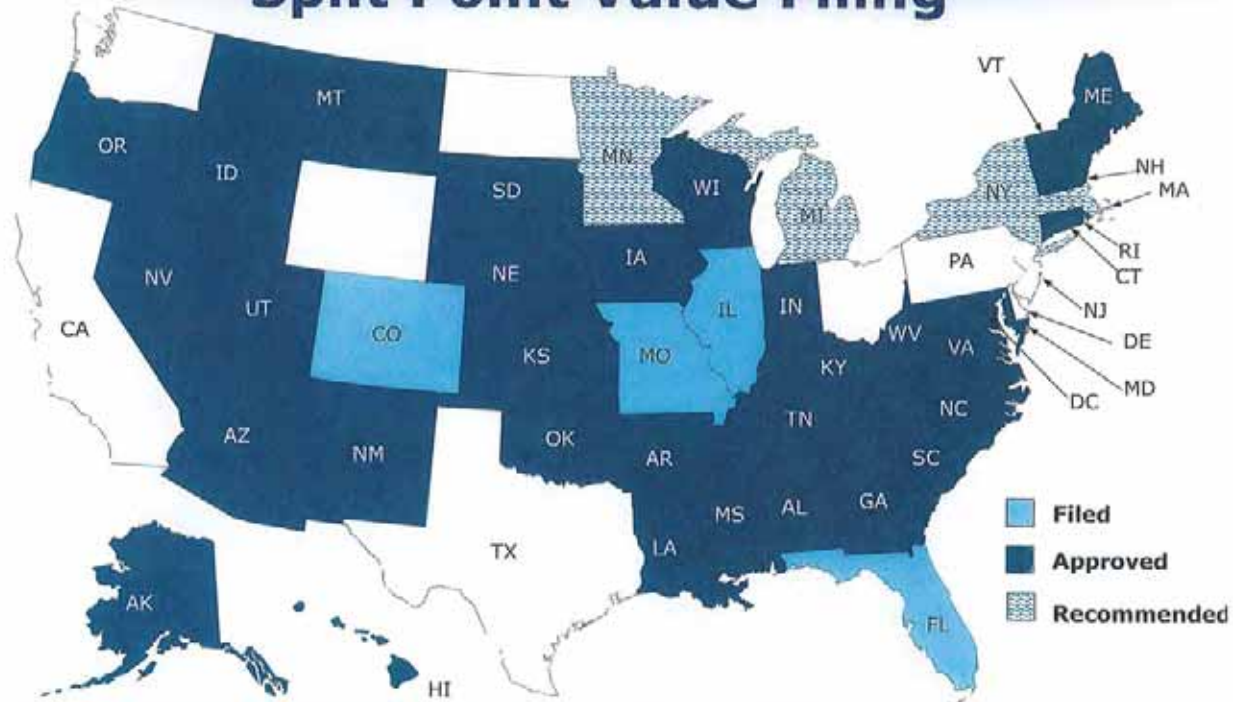 Split Point Value Filing
VT
ME
MT
OR
MN
ID
NH
SD
WI
NY
MA
MI
IA
RI
NE
PA
CT
NV
UT
IL
IN
NJ
CA
CO
WV
DE
MO
VA
KS
KY
MD
DC
NC
TN
AZ
OK
NM
AR
SC
MS
AL
GA
Filed
LA
TX
Approved
AK
Recommended
FL
HI